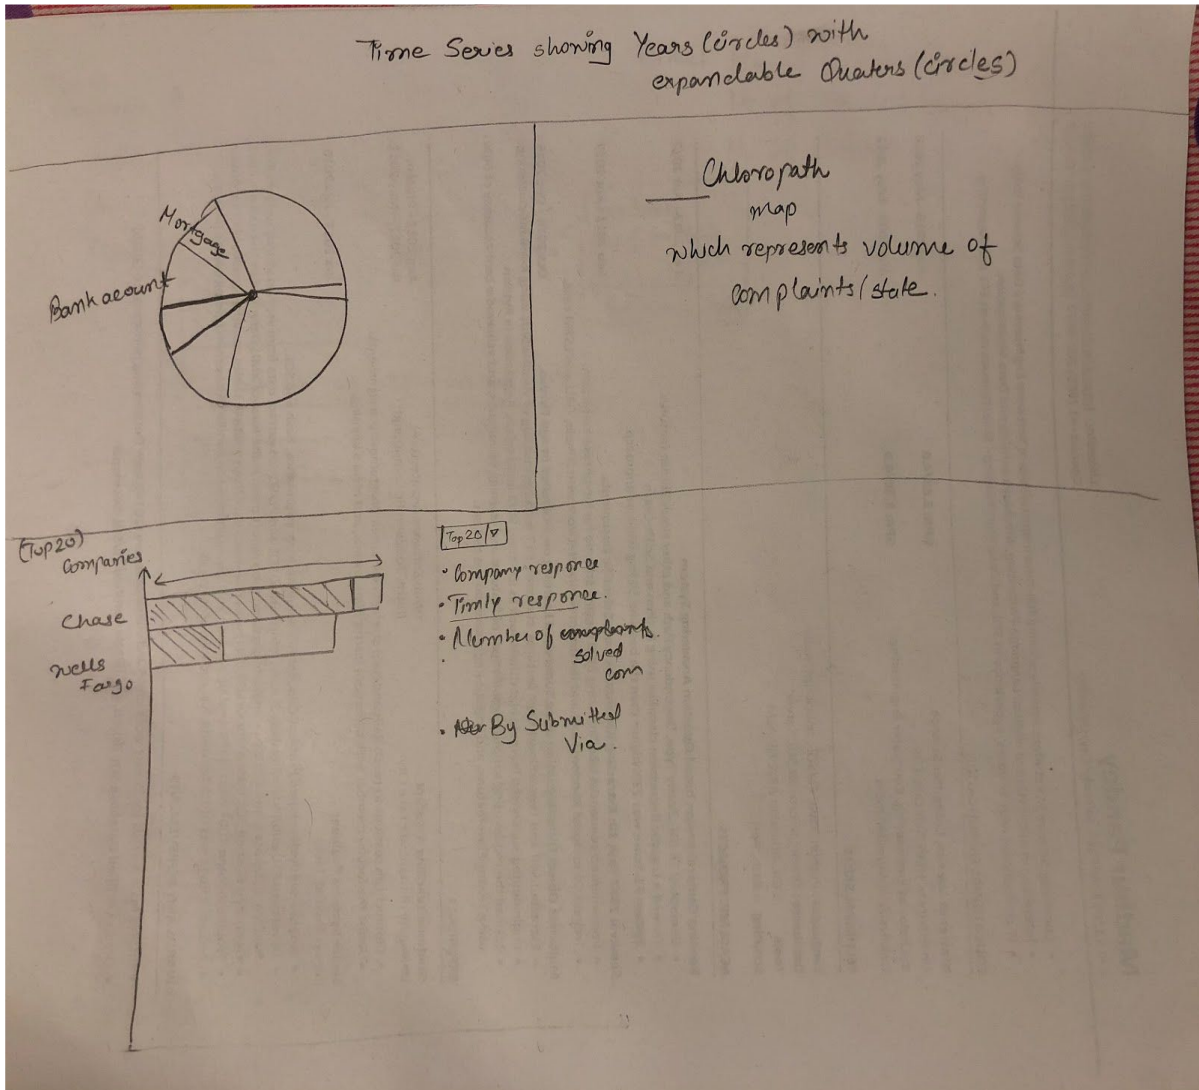 Time Series showing Years (circles) with
expandable Quaters (circles)
Mortgage
Bank acount
Chloropath
map
which represents volume of
complaints/state.
(Top 20)
Companies
Chase
Wells
Fargo
Top 20
• Company responce
• Timly responce.
• Number of complaints.
solved
com
• By Submitted
Via.